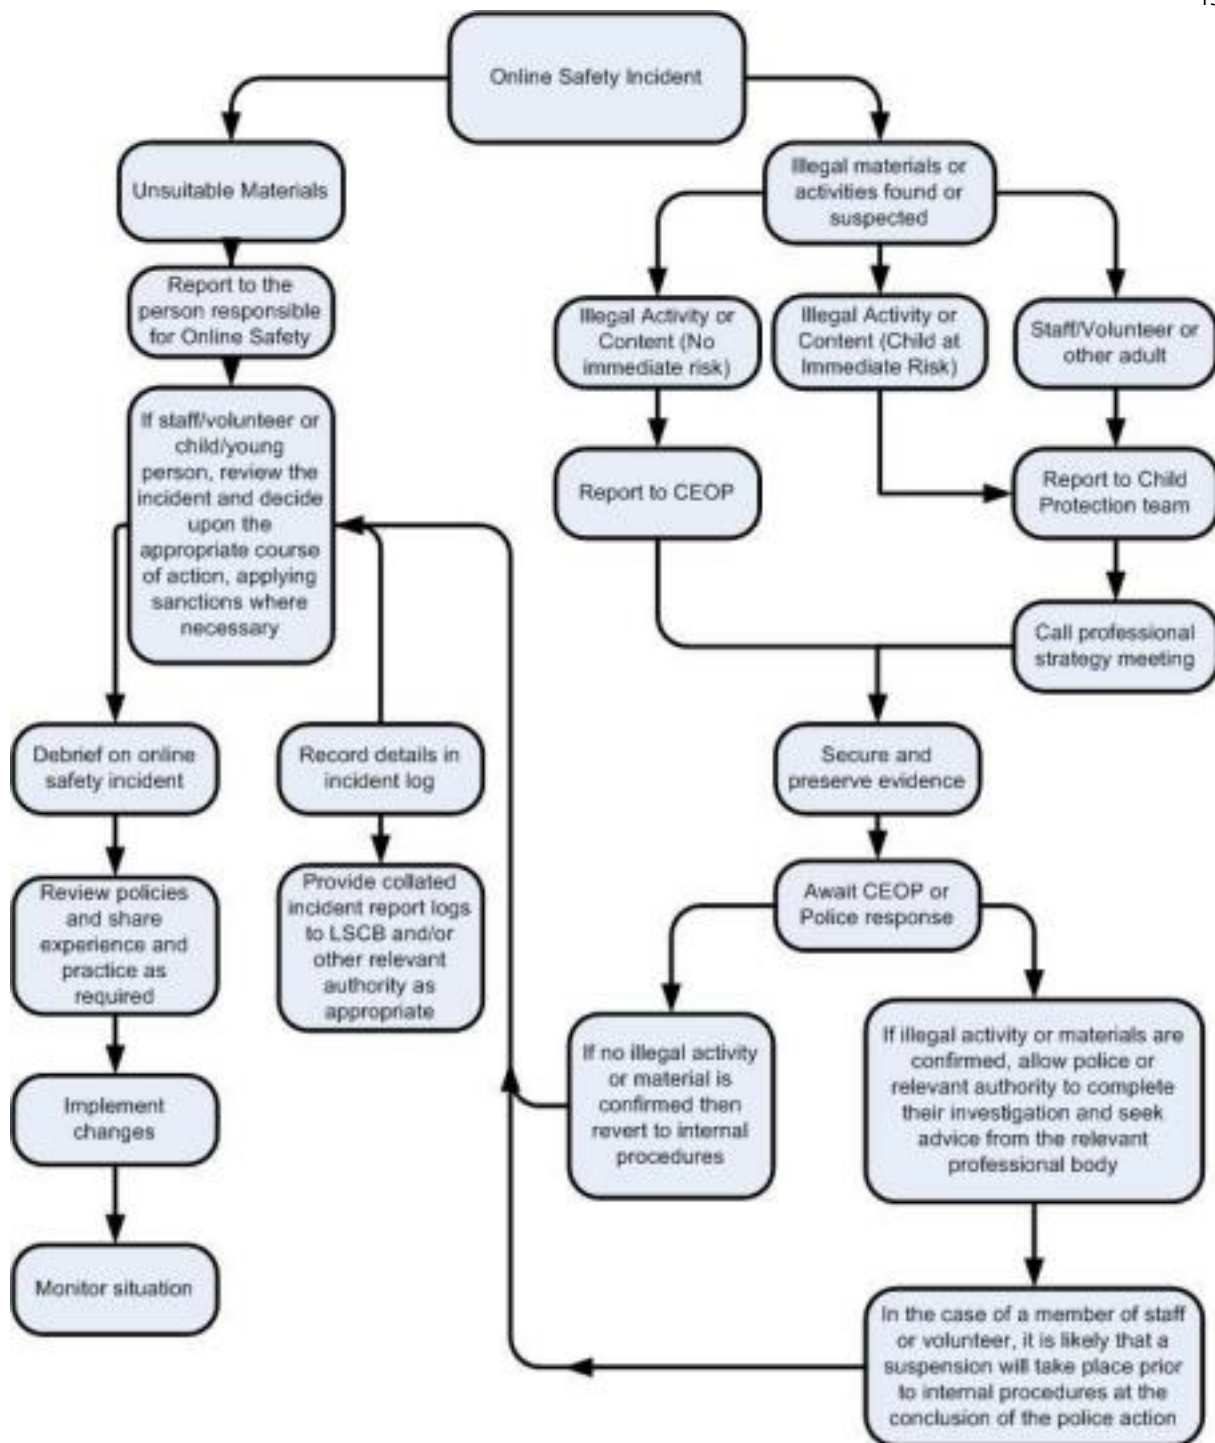 Online Safety Incident
Unsuitable Materials
Illegal materials or
activities found or
suspected
Report to the
person responsible
for Online Safety
Illegal Activity or
Content (No
immediate risk)
Illegal Activity or
Content (Child at
Immediate Risk)
Staff/Volunteer or
other adult
If staff/volunteer or
child/young
person, review the
incident and decide
upon the
appropriate course
of action, applying
sanctions where
necessary
Report to CEOP
Report to Child
Protection team
Call professional
strategy meeting
Debrief on online
safety incident
Record details in
incident log
Secure and
preserve evidence
Review policies
and share
experience and
practice as
required
Provide collated
incident report logs
to LSCB and/or
other relevant
authority as
appropriate
Await CEOP or
Police response
If no illegal activity
or material is
confirmed then
revert to internal
procedures
If illegal activity or materials are
confirmed, allow police or
relevant authority to complete
their investigation and seek
advice from the relevant
professional body
Implement
changes
Monitor situation
In the case of a member of staff
or volunteer, it is likely that a
suspension will take place prior
to internal procedures at the
conclusion of the police action